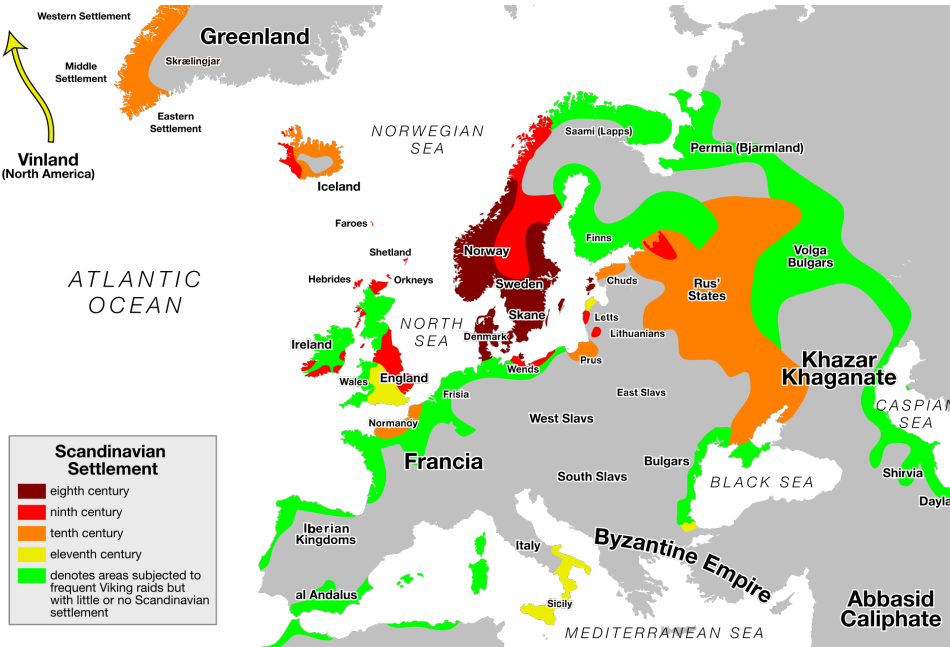 Western Settlement
Greenland
Skrælingjar
Middle
Settlement
Eastern
Settlement
Vinland
(North America)
NORWEGIAN
SEA
Saami (Lapps)
Permia (Bjarmland)
Iceland
Faroes
Shetland
Hebrides
Orkneys
ATLANTIC
OCEAN
NORTH
SEA
Norway
Sweden
Skane
Denmark
Finns
Chuds
Letts
Lithuanians
Prus
Wends
Rus'
States
Volga
Bulgars
Ireland
Wales
England
Frisia
Normanoy
Francia
West Slavs
East Slavs
South Slavs
Bulgars
Khazar
Khaganate
CASPIAN
SEA
Shirvia
Dayla
BLACK SEA
Iberian
Kingdoms
al Andalus
Italy
Sicily
Byzantine Empire
Abbasid
Caliphate
MEDITERRANEAN SEA
Scandinavian
Settlement
eighth century
ninth century
tenth century
eleventh century
denotes areas subjected to
frequent Viking raids but
with little or no Scandinavian
settlement